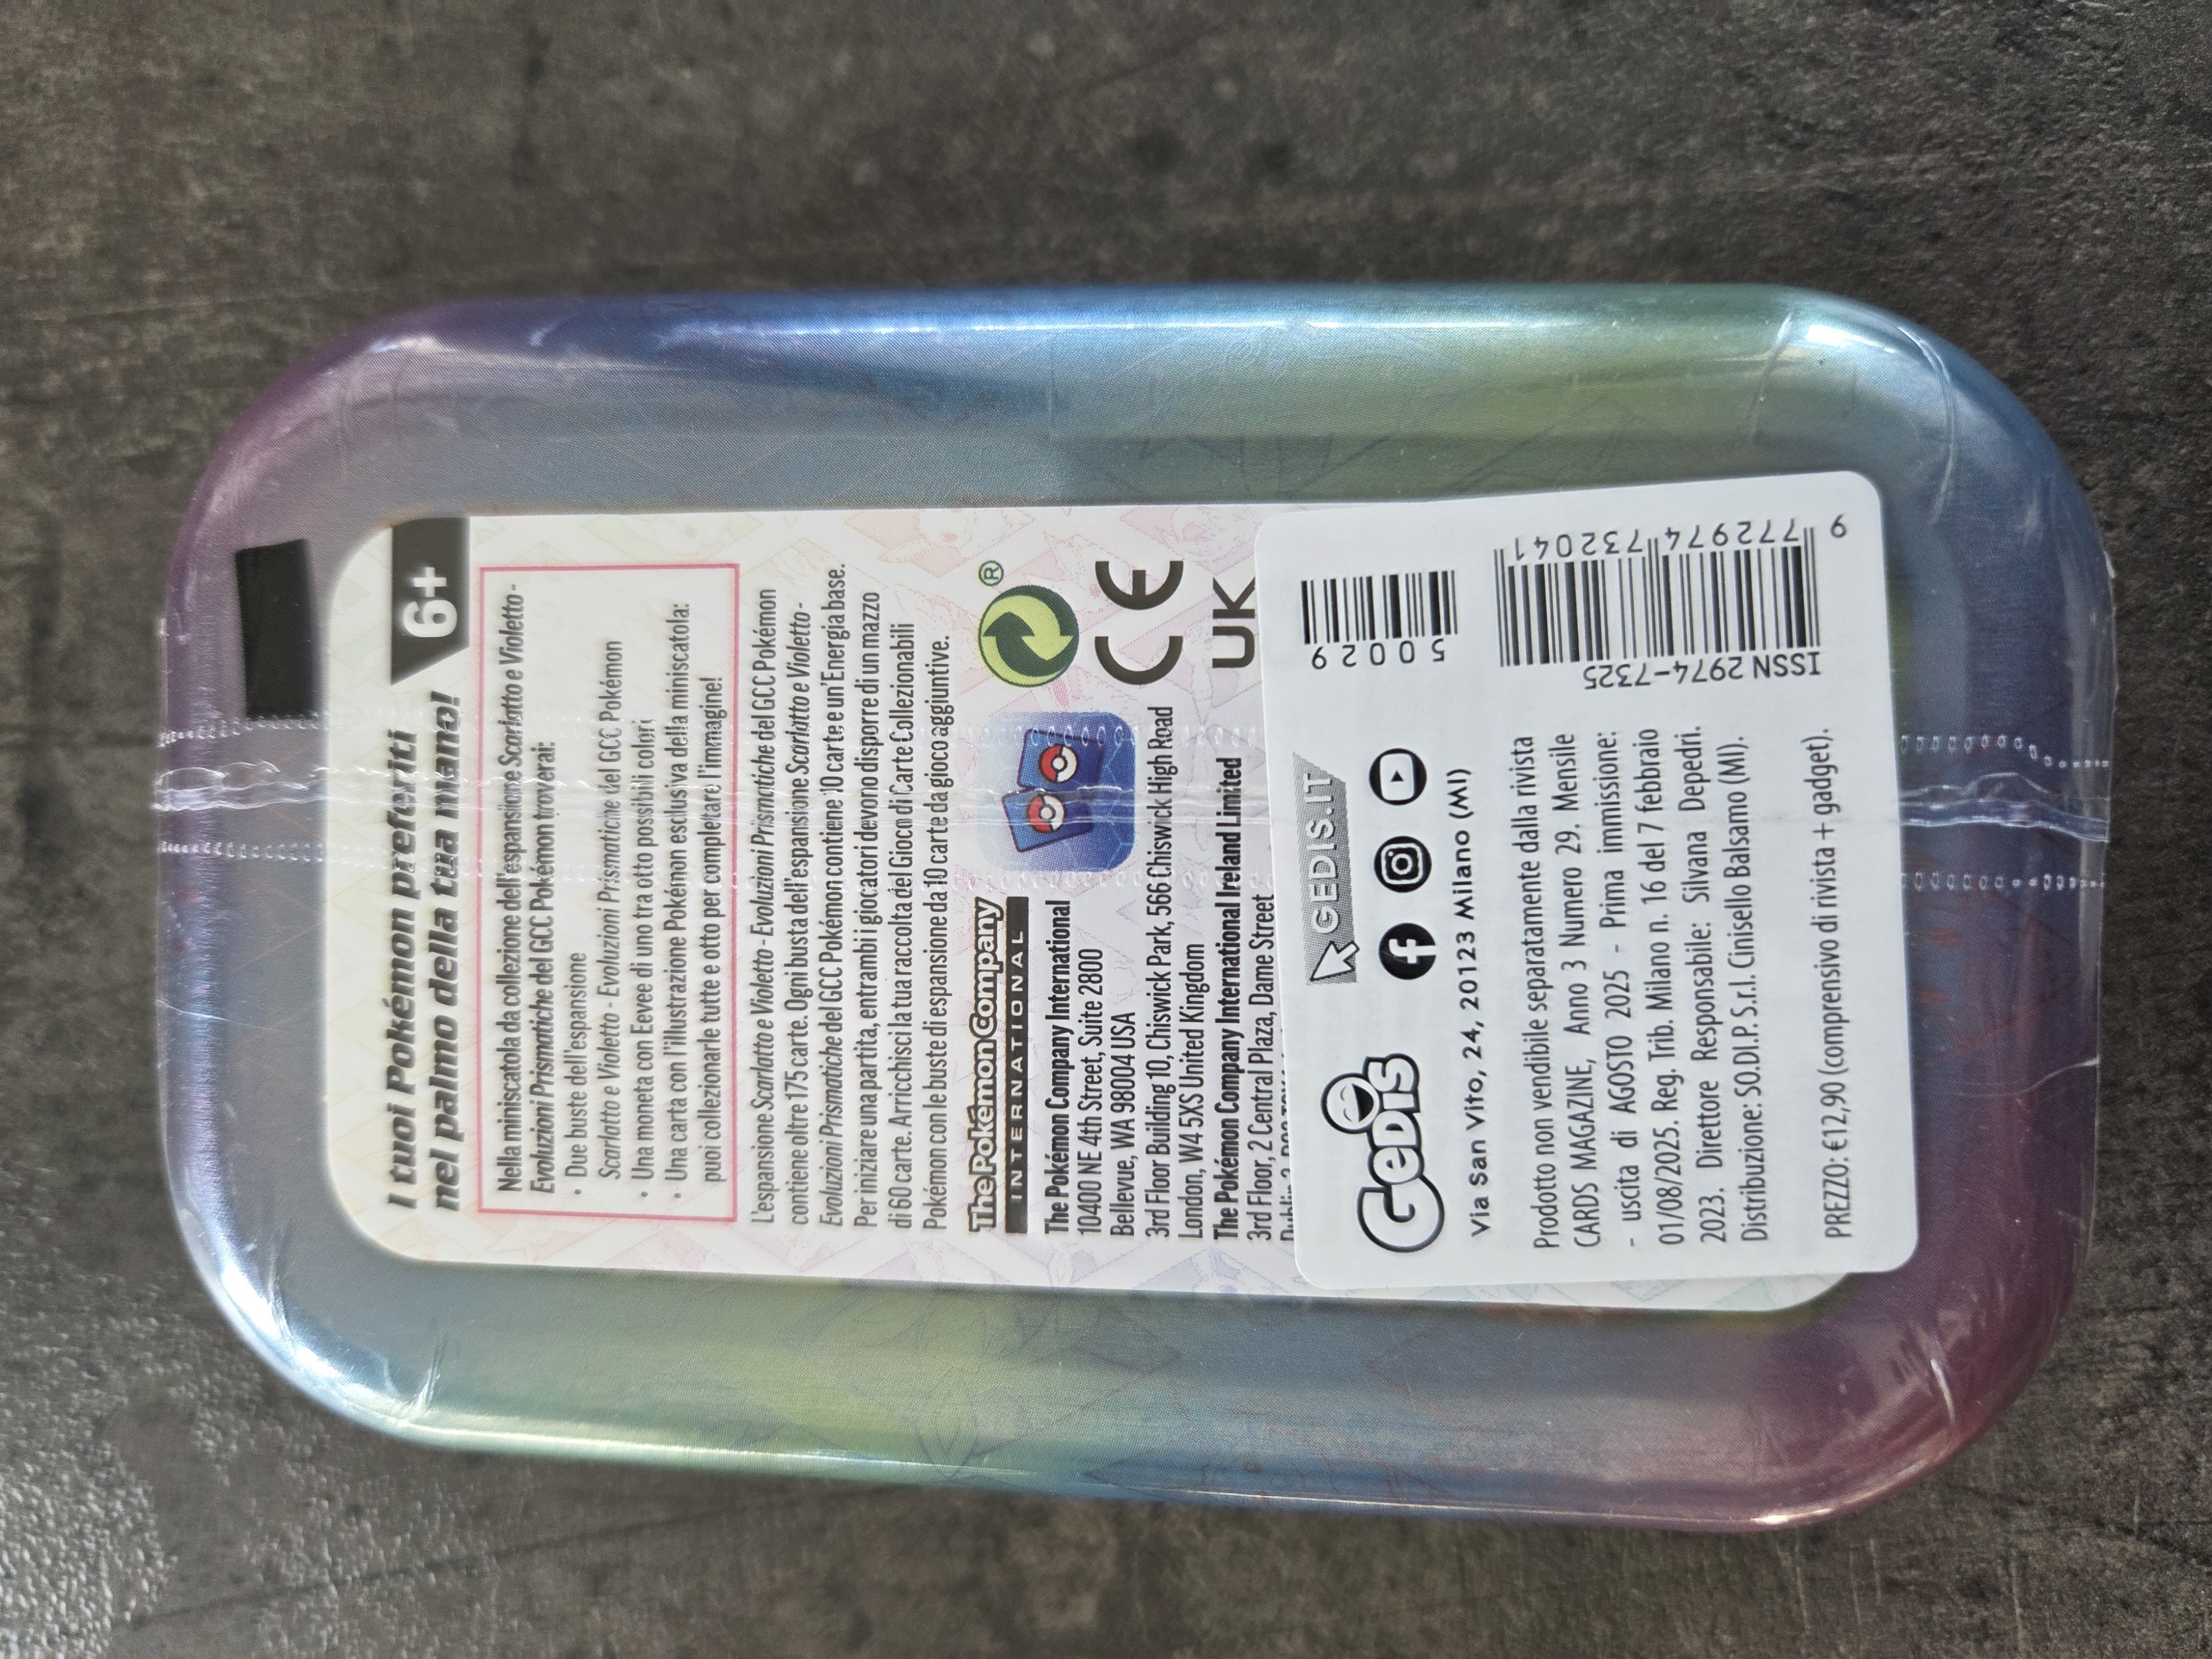 I tuoi Pokémon preferiti
nel palmo della tua mano!
6+
Nella miniscatola da collezione dell'espansione Scarlatto e Violetto -
Evoluzioni Prismatiche del GCC Pokémon troverai:
• Due buste dell'espansione
Scarlatto e Violetto - Evoluzioni Prismatiche del GCC Pokémon
• Una moneta con Eevee di uno tra otto possibili colori
• Una carta con l'illustrazione Pokémon esclusiva della miniscatola:
puoi collezionarle tutte e otto per completare l'immagine!
L'espansione Scarlatto e Violetto - Evoluzioni Prismatiche del GCC Pokémon
contiene oltre 175 carte. Ogni busta dell'espansione Scarlatto e Violetto -
Evoluzioni Prismatiche del GCC Pokémon contiene 10 carte e un'Energia base.
Per iniziare una partita, entrambi i giocatori devono disporre di un mazzo
di 60 carte. Arricchisci la tua raccolta del Gioco di Carte Collezionabili
Pokémon con le buste di espansione da 10 carte da gioco aggiuntive.
The Pokémon Company
INTERNATIONAL
®
CE
UK
The Pokémon Company International
10400 NE 4th Street, Suite 2800
Bellevue, WA 98004 USA
3rd Floor Building 10, Chiswick Park, 566 Chiswick High Road
London, W4 5XS United Kingdom
The Pokémon Company International Ireland Limited
3rd Floor, 2 Central Plaza, Dame Street
GEDIS
GEDIS.IT
Via San Vito, 24, 20123 Milano (MI)
Prodotto non vendibile separatamente dalla rivista
CARDS MAGAZINE, Anno 3 Numero 29. Mensile
- uscita di AGOSTO 2025 - Prima immissione:
01/08/2025. Reg. Trib. Milano n. 16 del 7 febbraio
2023. Direttore Responsabile: Silvana Depedri.
Distribuzione: SO.DI.P. S.r.l. Cinisello Balsamo (MI).
PREZZO: €12,90 (comprensivo di rivista + gadget).
50029
ISSN 2974-7325
9 772974 732041